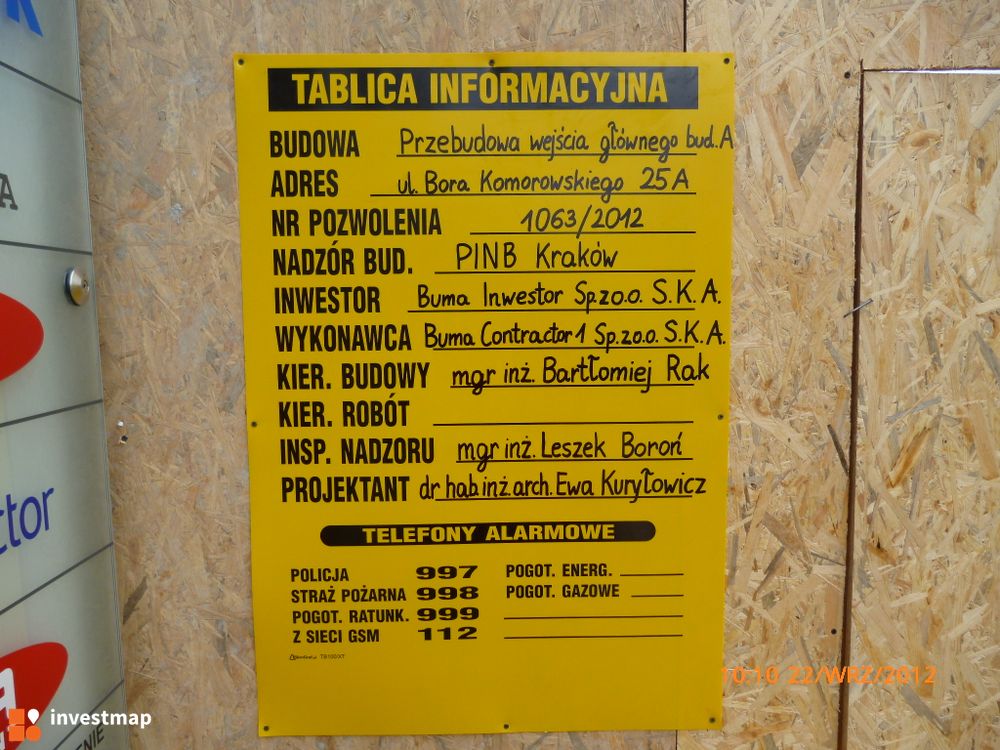 TABLICA INFORMACYJNA
BUDOWA Przebudowa wejścia głównego bud. A
ADRES ul. Bora Komorowskiego 25A
NR POZWOLENIA 1063/2012
NADZÓR BUD. PINB Kraków
INWESTOR Buma Inwestor Sp.zo.o. S.K.A.
WYKONAWCA Buma Contractor 1 Sp.zo.o. S.K.A.
KIER. BUDOWY mgr inż. Bartłomiej Rak
KIER. ROBÓT
INSP. NADZORU mgr inż. Leszek Boroń
PROJEKTANT dr hab.inż arch. Ewa Kuryłowicz
TELEFONY ALARMOWE
POLICJA 997 POGOT. ENERG.
STRAŻ POŻARNA 998 POGOT. GAZOWE
POGOT. RATUNK. 999
Z SIECI GSM 112
ctor
10:10 22/WRZ/2012
investmap